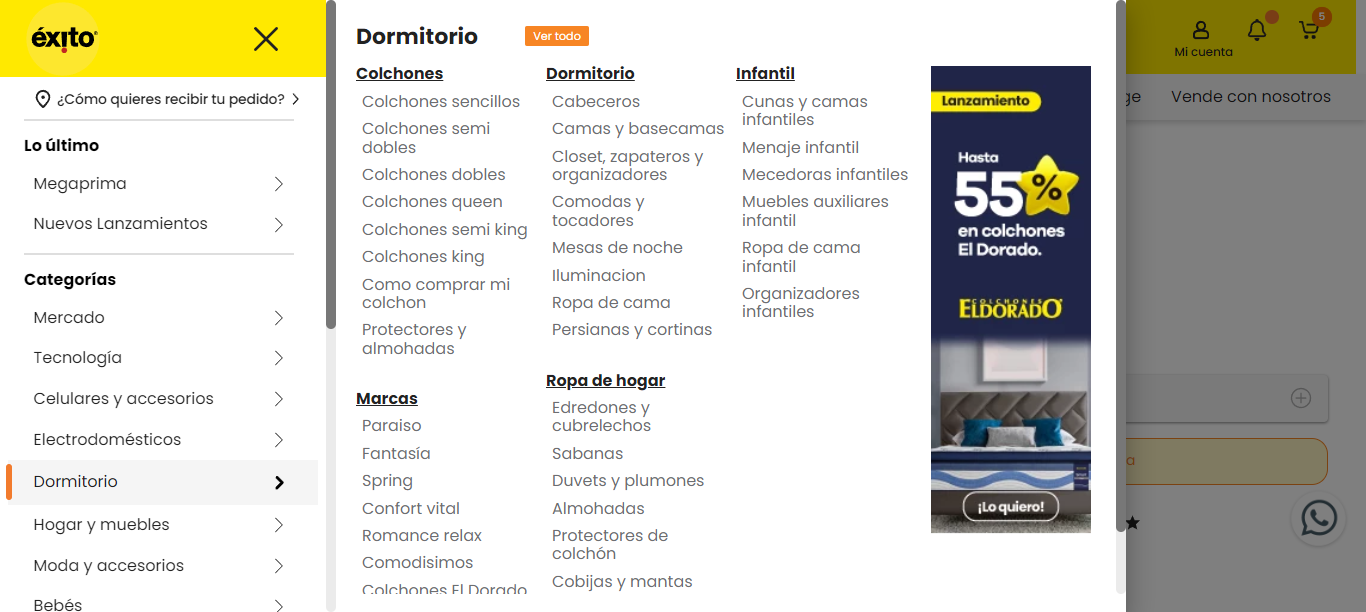 éxito
¿Cómo quieres recibir tu pedido?
Lo último
Megaprima
Nuevos Lanzamientos
Categorías
Mercado
Tecnología
Celulares y accesorios
Electrodomésticos
Dormitorio
Hogar y muebles
Moda y accesorios
Bebés
Dormitorio
Ver todo
Colchones
Colchones sencillos
Colchones semi
dobles
Colchones dobles
Colchones queen
Colchones semi king
Colchones king
Como comprar mi
colchon
Protectores y
almohadas
Marcas
Paraiso
Fantasía
Spring
Confort vital
Romance relax
Comodisimos
Colchones El Dorado
Dormitorio
Cabeceros
Camas y basecamas
Closet, zapateros y
organizadores
Comodas y
tocadores
Mesas de noche
Iluminacion
Ropa de cama
Persianas y cortinas
Ropa de hogar
Edredones y
cubrelechos
Sabanas
Duvets y plumones
Almohadas
Protectores de
colchón
Cobijas y mantas
Infantil
Cunas y camas
infantiles
Menaje infantil
Mecedoras infantiles
Muebles auxiliares
infantil
Ropa de cama
infantil
Organizadores
infantiles
Lanzamiento
Hasta
55%
en colchones
El Dorado.
COLCHONES
ELDORADO
¡Lo quiero!
5
Mi cuenta
ge
Vende con nosotros
a